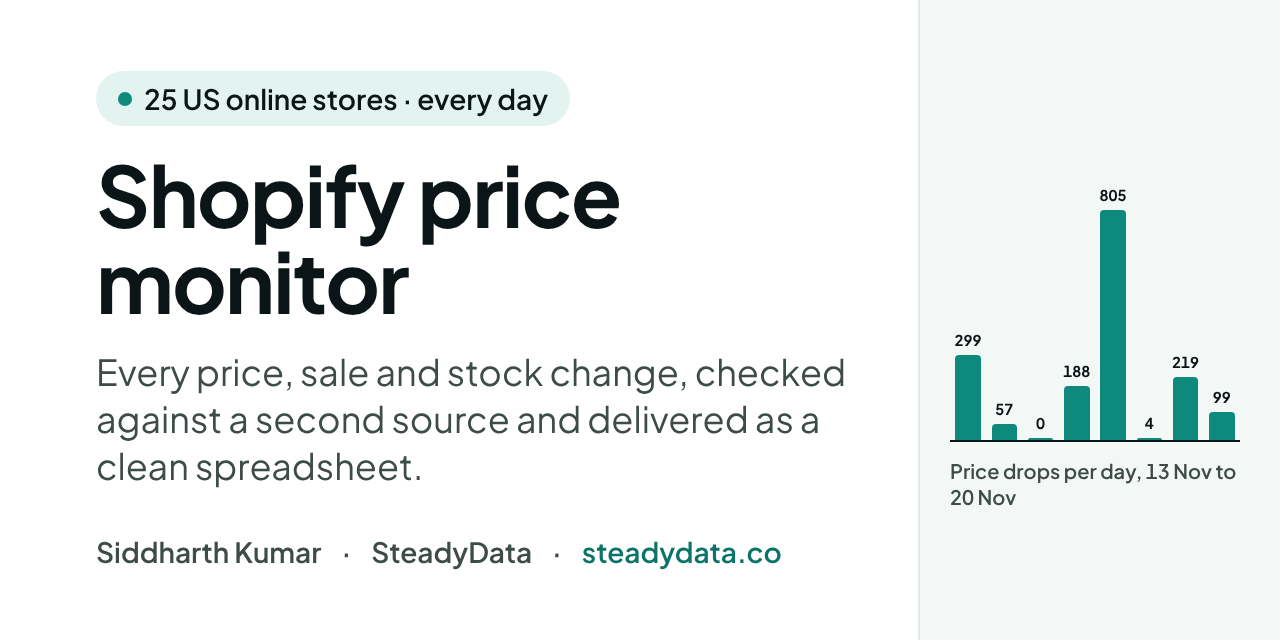 25 US online stores · every day
Shopify price
monitor
Every price, sale and stock change, checked
against a second source and delivered as a
clean spreadsheet.
Siddharth Kumar · SteadyData · steadydata.co
299
57
0
188
805
4
219
99
Price drops per day, 13 Nov to
20 Nov